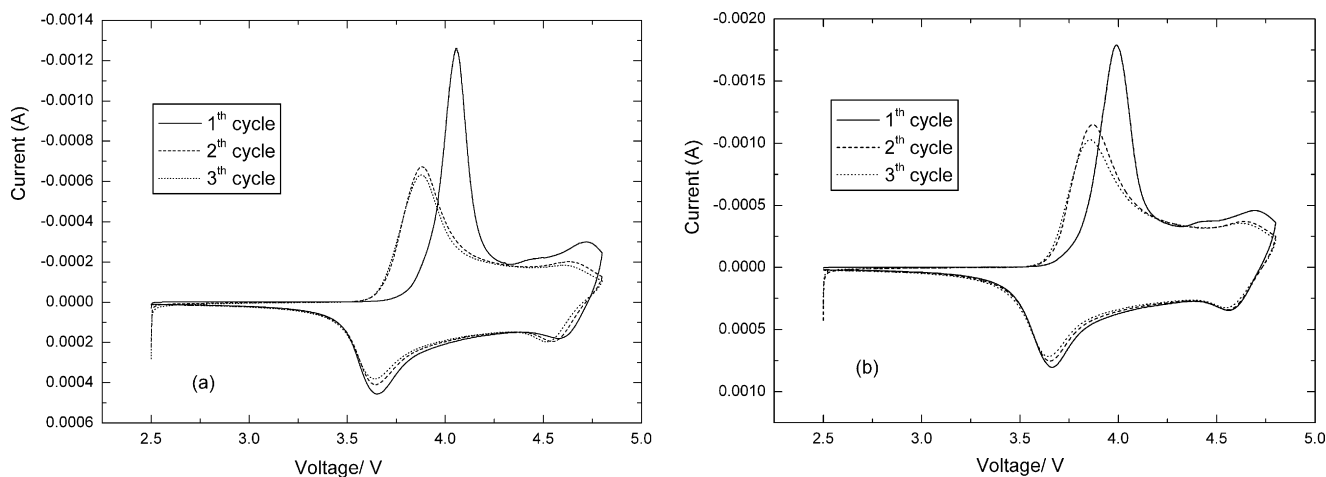 -0.0014
-0.0012
-0.0010
-0.0008
-0.0006
-0.0004
-0.0002
0.0000
0.0002
0.0004
0.0006
Current (A)
1th cycle
2th cycle
3th cycle
(a)
2.5 3.0 3.5 4.0 4.5 5.0
Voltage/ V
-0.0020
-0.0015
-0.0010
-0.0005
0.0000
0.0005
0.0010
Current (A)
1th cycle
2th cycle
3th cycle
(b)
2.5 3.0 3.5 4.0 4.5 5.0
Voltage/ V